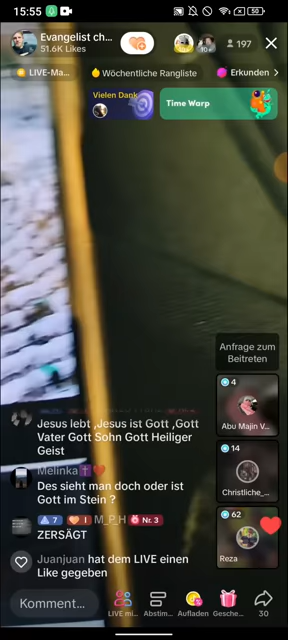 15:55
50
Evangelist ch...
51.6K Likes
10+
197
LIVE-Ma...
Wöchentliche Rangliste
Erkunden
Vielen Dank
Time Warp
Anfrage zum
Beitreten
4
Abu Majin V...
14
Christliche_...
62
Reza
Jesus lebt ,Jesus ist Gott ,Gott
Vater Gott Sohn Gott Heiliger
Geist
Melinka
Des sieht man doch oder ist
Gott im Stein ?
7 I M_P_H Nr. 3
ZERSÄGT
Juanjuan hat dem LIVE einen
Like gegeben
Komment...
LIVE mi...
Abstim...
Aufladen
Gesche...
30